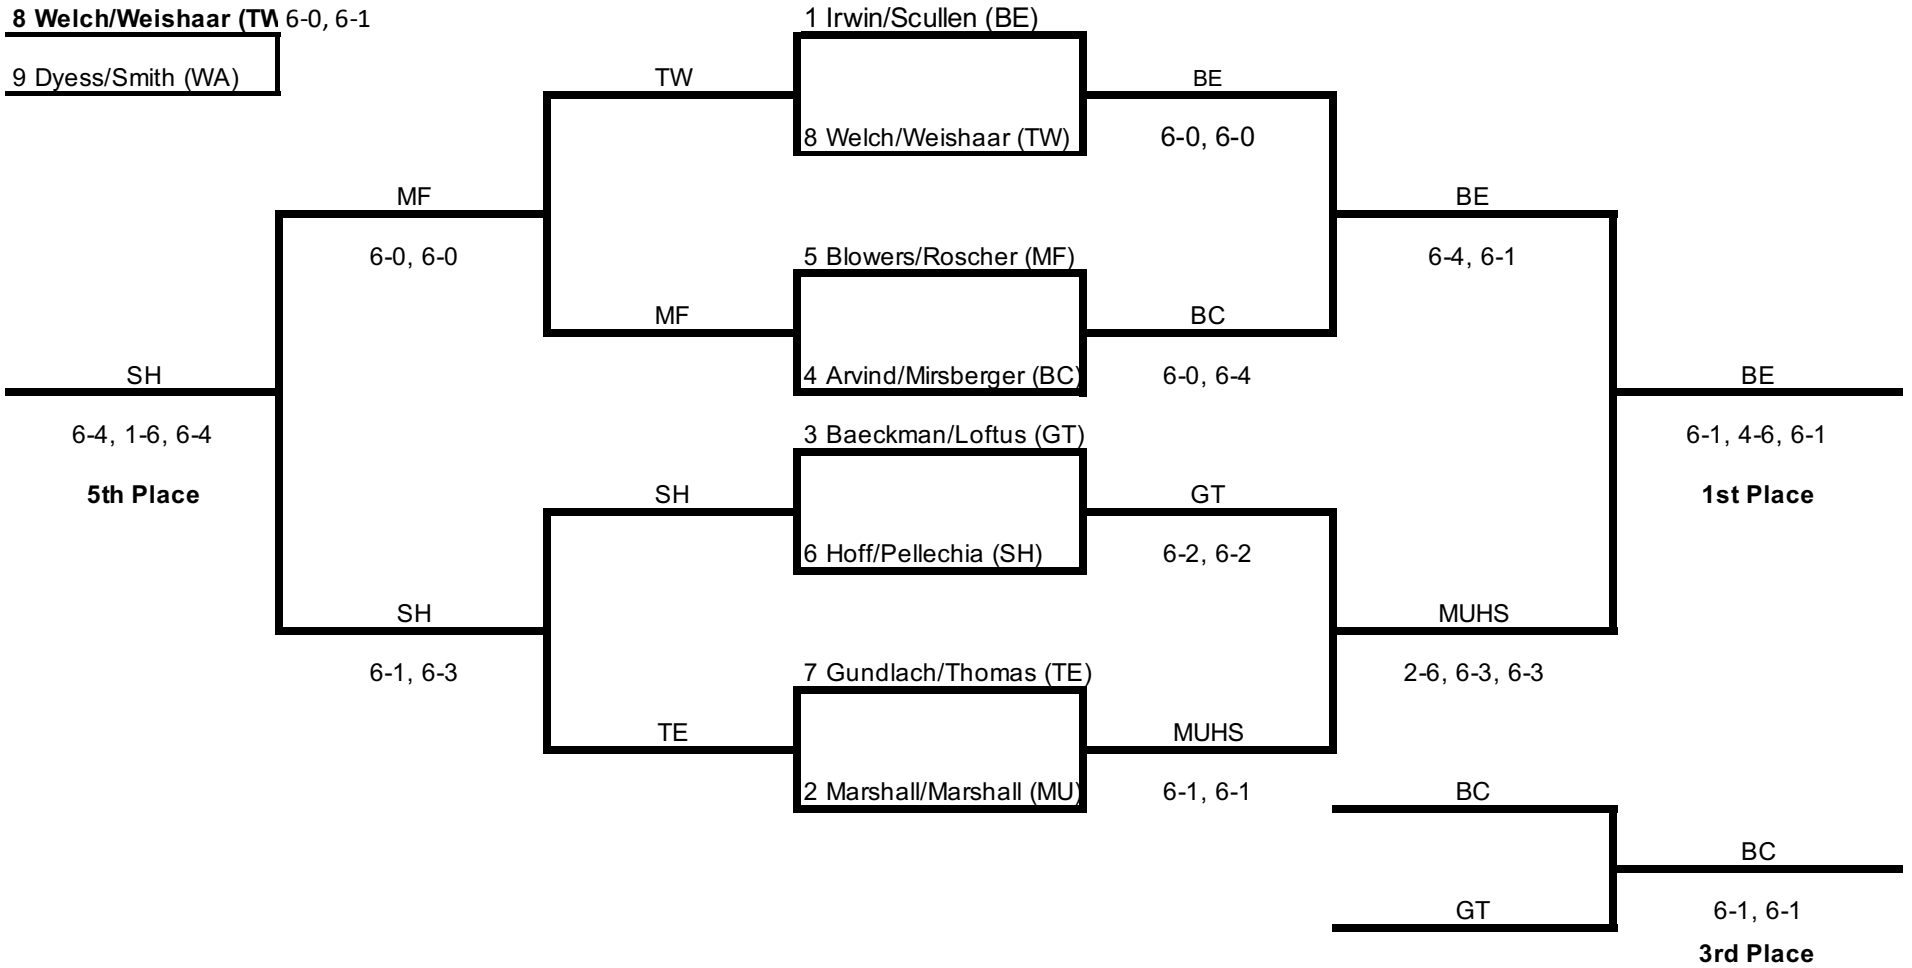 8 Welch/Weishaar (TW 6-0, 6-1
1 Irwin/Scullen (BE)
9 Dyess/Smith (WA)
TW
BE
8 Welch/Weishaar (TW)
6-0, 6-0
MF
BE
6-0, 6-0
5 Blowers/Roscher (MF)
6-4, 6-1
MF
BC
SH
4 Arvind/Mirsberger (BC)
6-0, 6-4
BE
6-4, 1-6, 6-4
3 Baeckman/Loftus (GT)
6-1, 4-6, 6-1
5th Place
SH
GT
1st Place
6 Hoff/Pellechia (SH)
6-2, 6-2
SH
MUHS
6-1, 6-3
7 Gundlach/Thomas (TE)
2-6, 6-3, 6-3
TE
MUHS
2 Marshall/Marshall (MU)
6-1, 6-1
BC
BC
GT
6-1, 6-1
3rd Place